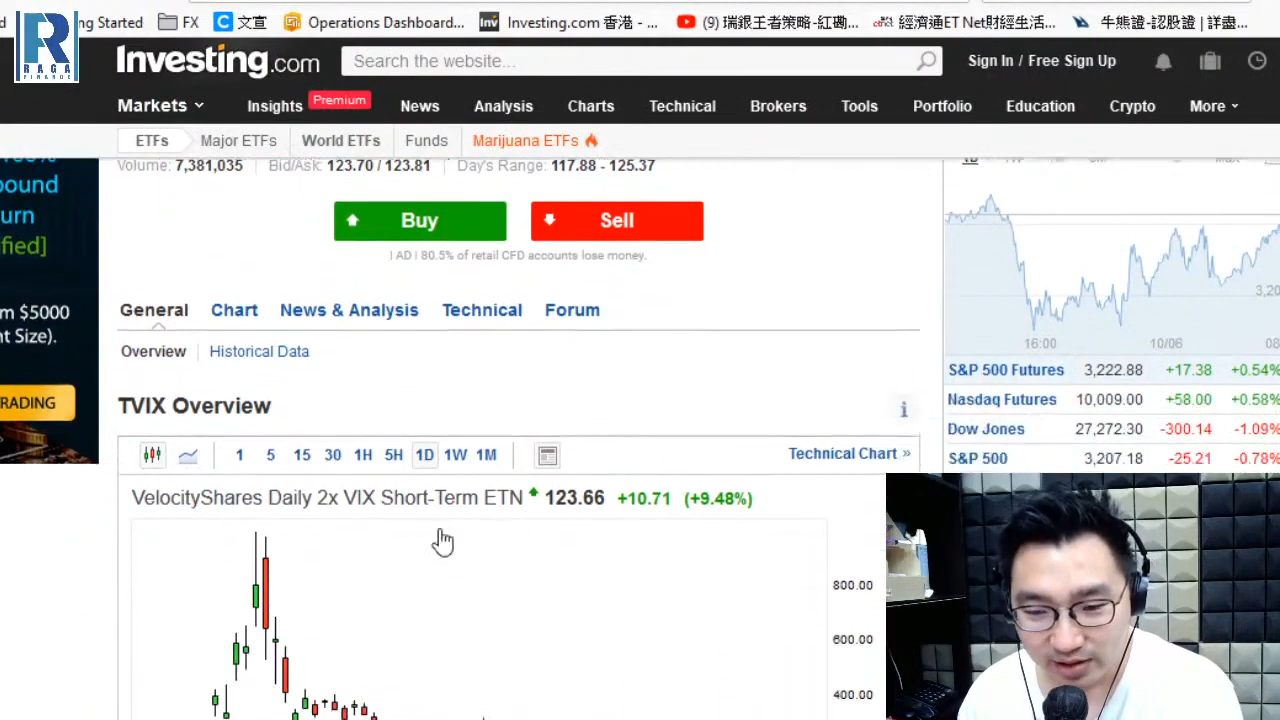 ing Started FX 文宣 Operations Dashboard... Investing.com 香港 - ... (9) 瑞銀王者策略-紅勵... 經濟通ET Net財經生活... 牛熊證-認股證 | 詳盡...
RAGA
FINANCE
Investing.com Search the website... Sign In / Free Sign Up
Markets Insights Premium News Analysis Charts Technical Brokers Tools Portfolio Education Crypto More
ETFs Major ETFs World ETFs Funds Marijuana ETFs
Volume: 7,381,035 Bid/Ask: 123.70 / 123.81 Day's Range: 117.88 - 125.37
Buy Sell
| AD | 80.5% of retail CFD accounts lose money.
m $5000
nt Size).
RADING
General Chart News & Analysis Technical Forum
Overview Historical Data
TVIX Overview
1 5 15 30 1H 5H 1D 1W 1M Technical Chart »
VelocityShares Daily 2x VIX Short-Term ETN 123.66 +10.71 (+9.48%)
800.00
600.00
400.00
3,20
16:00 10/06 08
S&P 500 Futures 3,222.88 +17.38 +0.54%
Nasdaq Futures 10,009.00 +58.00 +0.58%
Dow Jones 27,272.30 -300.14 -1.09%
S&P 500 3,207.18 -25.21 -0.78%